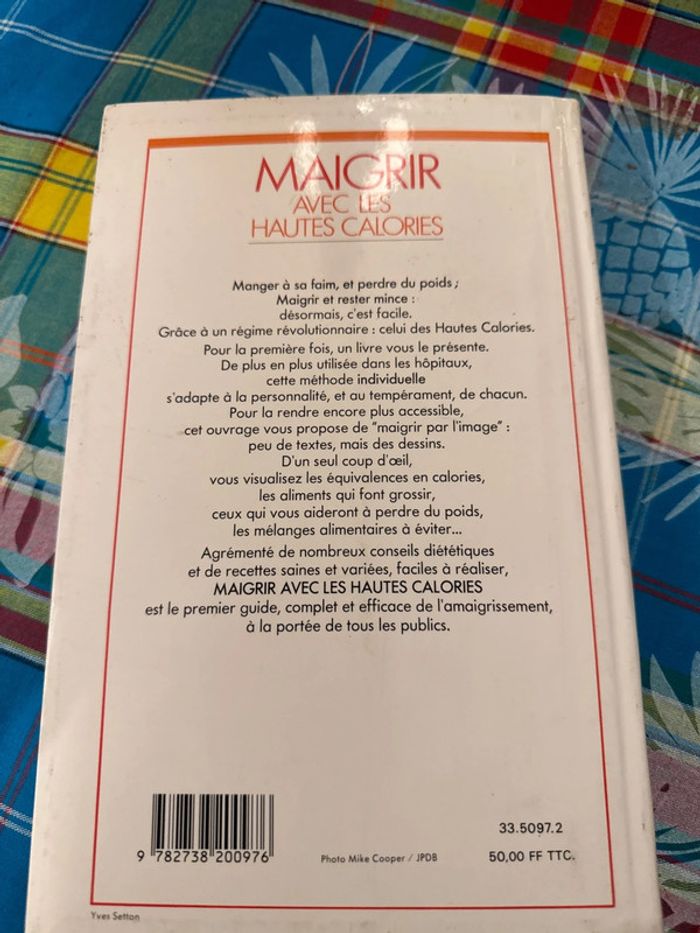 MAIGRIR
AVEC LES
HAUTES CALORIES
Manger à sa faim, et perdre du poids ;
Maigrir et rester mince :
désormais, c'est facile.
Grâce à un régime révolutionnaire : celui des Hautes Calories.
Pour la première fois, un livre vous le présente.
De plus en plus utilisée dans les hôpitaux,
cette méthode individuelle
s'adapte à la personnalité, et au tempérament, de chacun.
Pour la rendre encore plus accessible,
cet ouvrage vous propose de "maigrir par l'image" :
peu de textes, mais des dessins.
D'un seul coup d'œil,
vous visualisez les équivalences en calories,
les aliments qui font grossir,
ceux qui vous aideront à perdre du poids,
les mélanges alimentaires à éviter...
Agrémenté de nombreux conseils diététiques
et de recettes saines et variées, faciles à réaliser,
MAIGRIR AVEC LES HAUTES CALORIES
est le premier guide, complet et efficace de l'amaigrissement,
à la portée de tous les publics.
33.5097.2
9 782738 200976
Photo Mike Cooper / JPDB
50,00 FF TTC.
Yves Setton